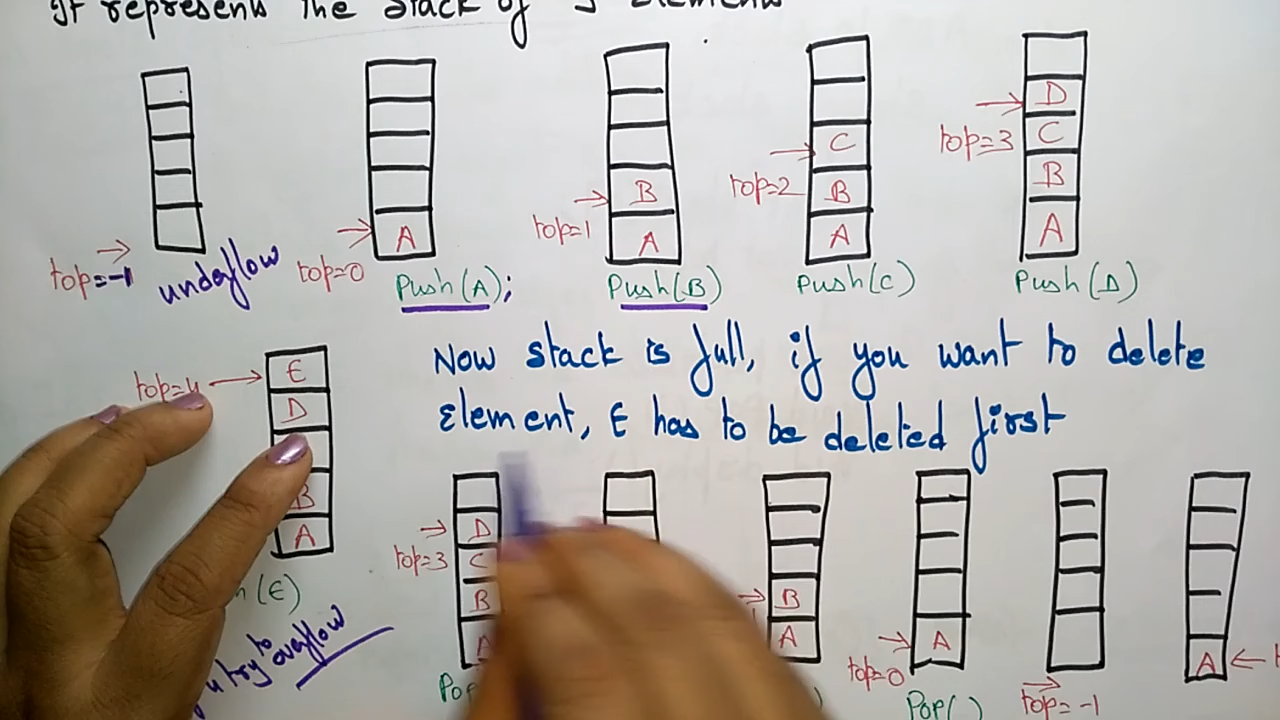 It represents the stack of 5 elements
D
C
top=3
C
B
B
top=2
B
top=1
A
A
A
A
top=0
top=-1
underflow
Push(A);
Push(B)
Push(C)
Push(D)
Now stack is full, if you want to delete
Element, E has to be deleted first
top=4
E
D
B
A
(E)
try to overflow
D
top=3
C
B
A
B
A
top=0
A
Pop()
top=-1
A